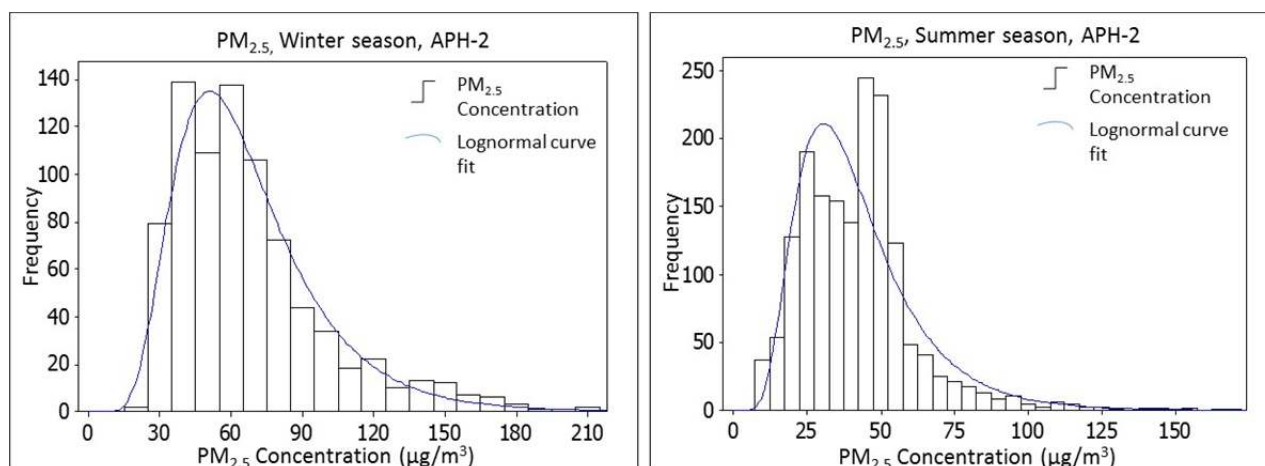 PM2.5, Winter season, APH-2
140
120
100
80
60
40
20
0
Frequency
PM2.5
Concentration
Lognormal curve
fit
0 30 60 90 120 150 180 210
PM2.5 Concentration (µg/m³)
PM2.5, Summer season, APH-2
250
200
150
100
50
0
Frequency
PM2.5
Concentration
Lognormal curve
fit
0 25 50 75 100 125 150
PM2.5 Concentration (µg/m³)